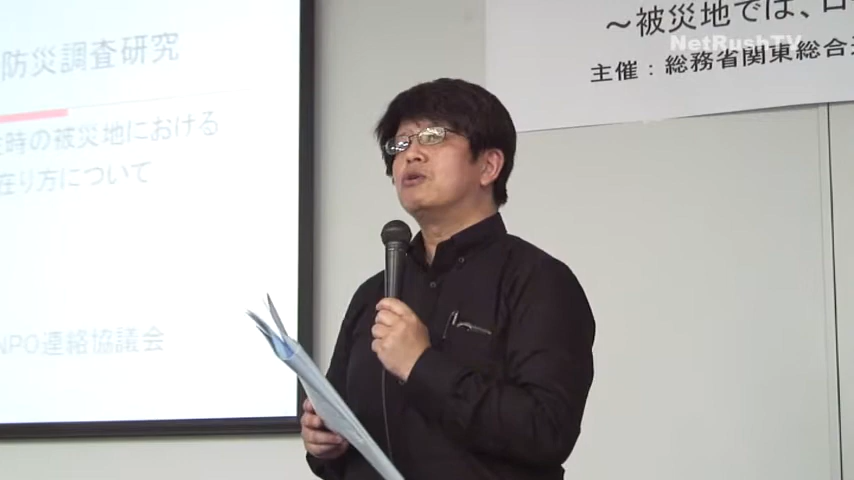 防災調査研究
時の被災地における
在り方について
NPO連絡協議会
～被災地では、ロ
NetRushTV
主催：総務省関東総合通